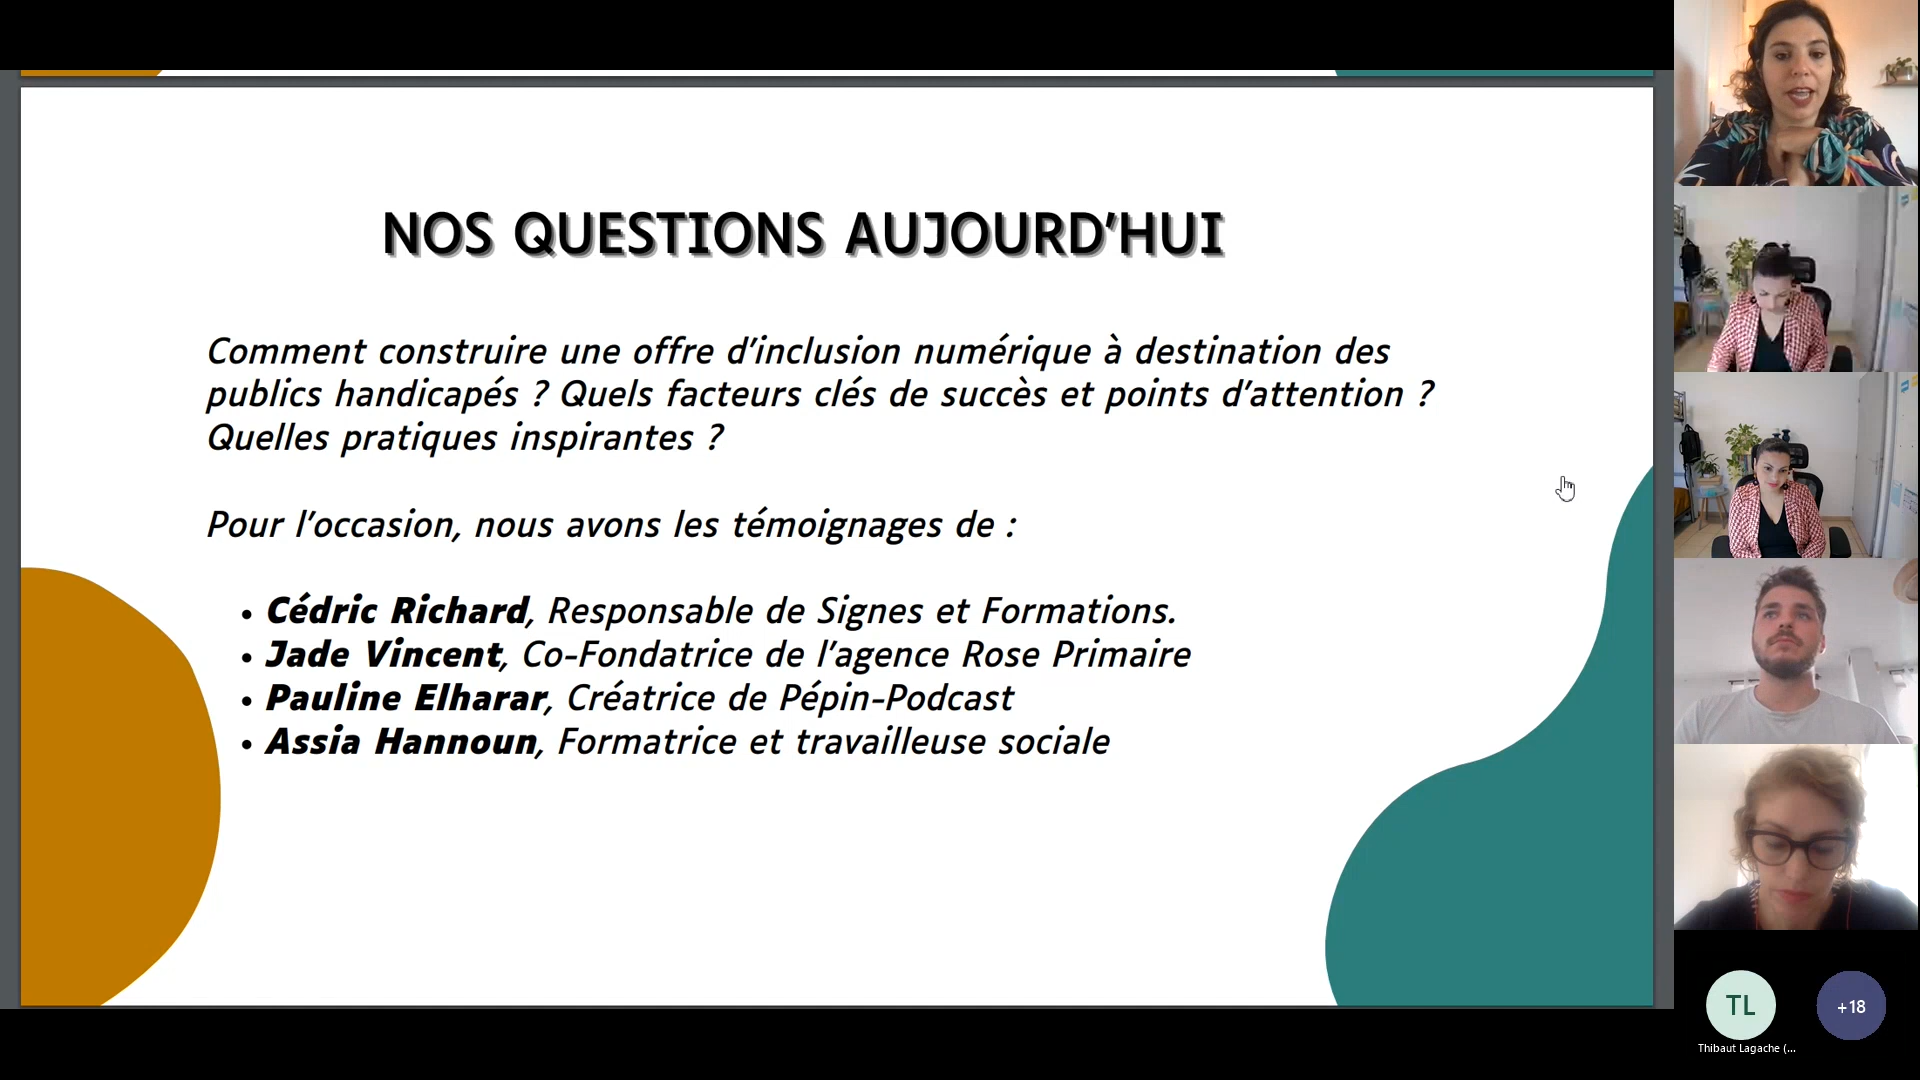 NOS QUESTIONS AUJOURD'HUI
Comment construire une offre d'inclusion numérique à destination des
publics handicapés ? Quels facteurs clés de succès et points d'attention ?
Quelles pratiques inspirantes ?
Pour l'occasion, nous avons les témoignages de :
• Cédric Richard, Responsable de Signes et Formations.
• Jade Vincent, Co-Fondatrice de l'agence Rose Primaire
• Pauline Elharar, Créatrice de Pépin-Podcast
• Assia Hannoun, Formatrice et travailleuse sociale
TL
+18
Thibaut Lagache (...